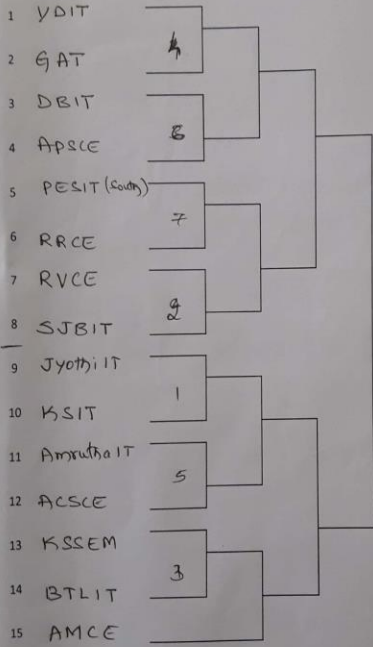 1 YDIT
2 GAT
3 DBIT
4 APSCE
5 PESIT (South)
7
6 RRCE
7 RVCE
2
8 SJBIT
9 Jyothi IT
1
10 KSIT
11 Amrutha IT
5
12 ACSCE
13 KSSEM
3
14 BTLIT
15 AMCE